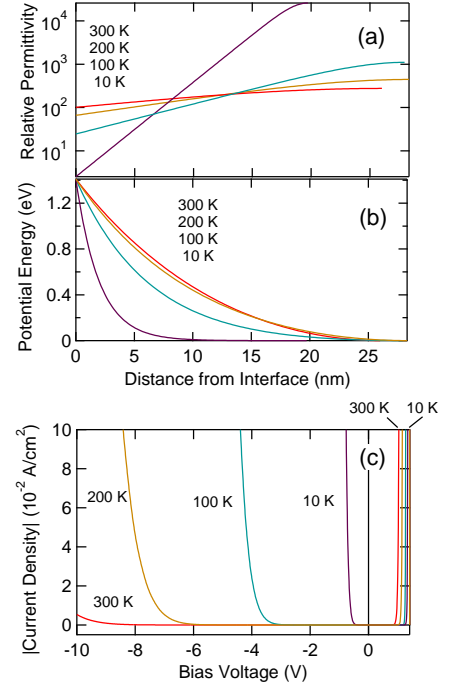 10⁴
10³
10²
10¹
Relative Permittivity
300 K
200 K
100 K
10 K
(a)
1.2
0.8
0.4
0
Potential Energy (eV)
300 K
200 K
100 K
10 K
(b)
0 5 10 15 20 25
Distance from Interface (nm)
300 K 10 K
10
8
6
4
2
0
|Current Density| (10⁻² A/cm²)
(c)
200 K
100 K
10 K
300 K
-10 -8 -6 -4 -2 0
Bias Voltage (V)